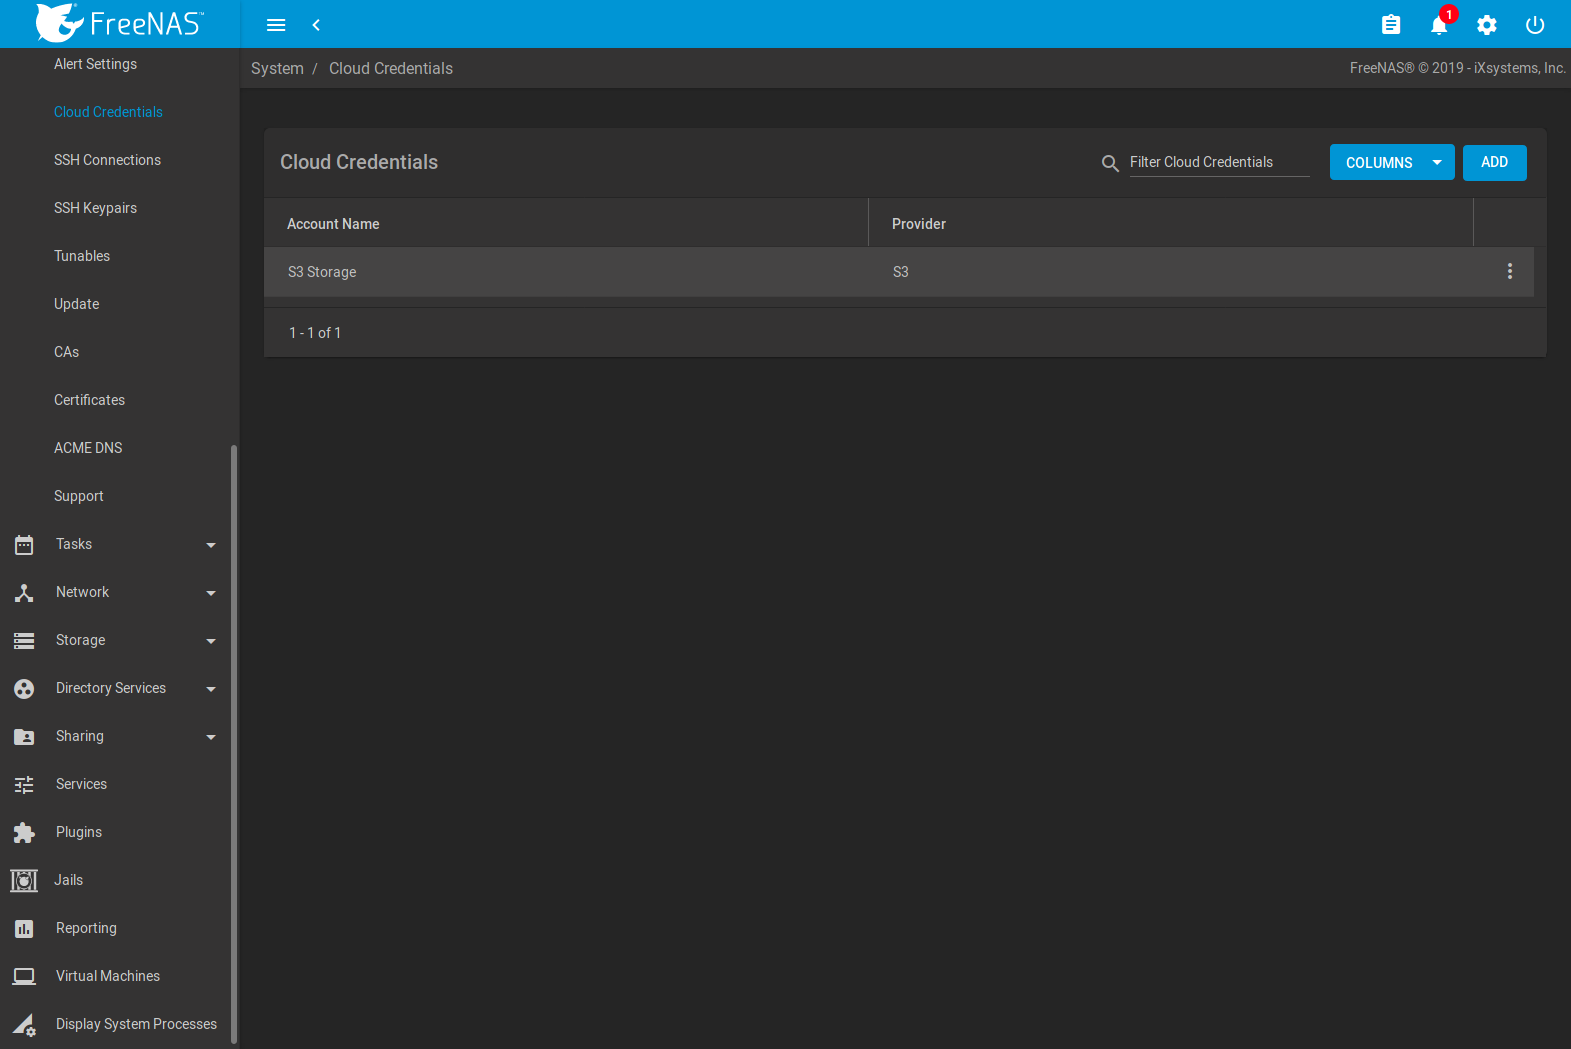 FreeNAS™
1
System / Cloud Credentials
FreeNAS® © 2019 - iXsystems, Inc.
Alert Settings
Cloud Credentials
SSH Connections
SSH Keypairs
Tunables
Update
CAs
Certificates
ACME DNS
Support
Tasks
Network
Storage
Directory Services
Sharing
Services
Plugins
Jails
Reporting
Virtual Machines
Display System Processes
Cloud Credentials
Filter Cloud Credentials
COLUMNS
ADD
Account Name Provider
S3 Storage S3
1 - 1 of 1